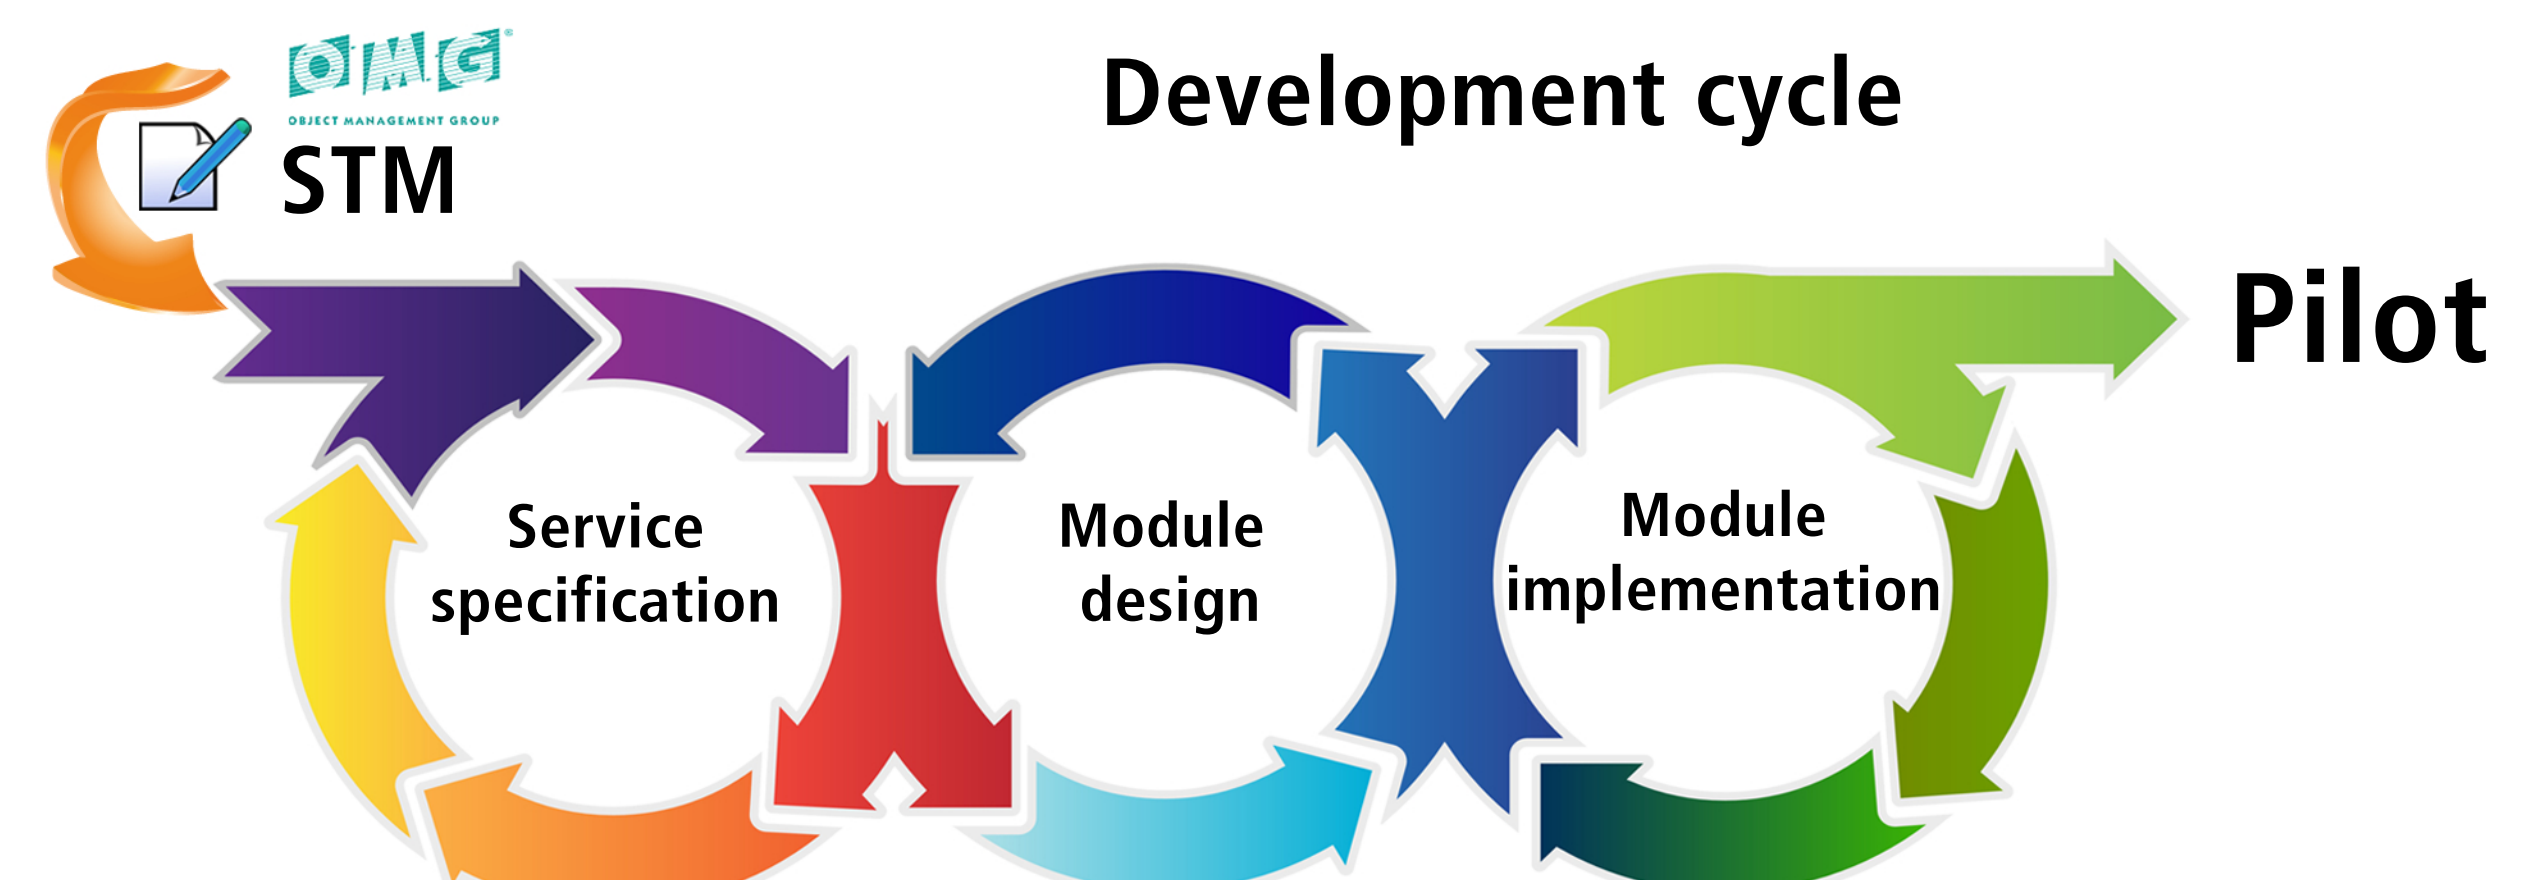 OMG®
OBJECT MANAGEMENT GROUP
STM
Development cycle
Pilot
Service
specification
Module
design
Module
implementation